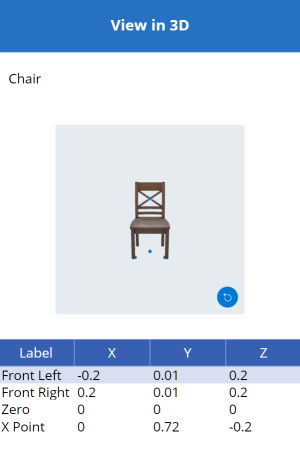 View in 3D
Chair
Label X Y Z
Front Left -0.2 0.01 0.2
Front Right 0.2 0.01 0.2
Zero 0 0 0
X Point 0 0.72 -0.2